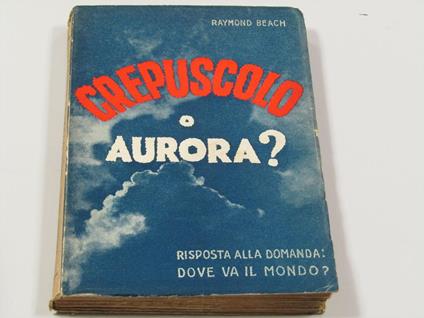 RAYMOND BEACH
CREPUSCOLO
O
AURORA?
RISPOSTA ALLA DOMANDA:
DOVE VA IL MONDO?